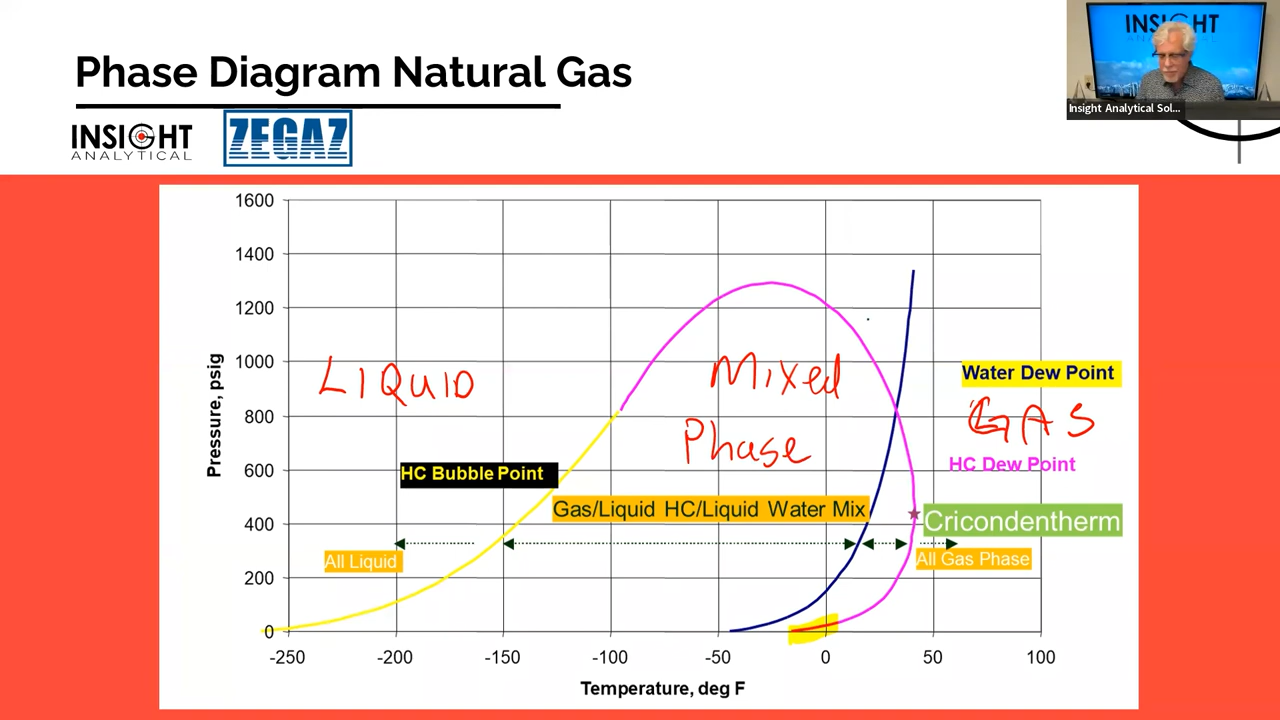 Phase Diagram Natural Gas
INSIGHT
ANALYTICAL
ZEGAZ
INSIGHT
ANALYTICAL
Insight Analytical Sol...
1600
1400
1200
1000
800
600
400
200
0
Pressure, psig
-250
-200
-150
-100
-50
0
50
100
Temperature, deg F
LIQUID
Mixed
Phase
Water Dew Point
GAS
HC Dew Point
HC Bubble Point
Gas/Liquid HC/Liquid Water Mix
Cricondentherm
All Liquid
All Gas Phase